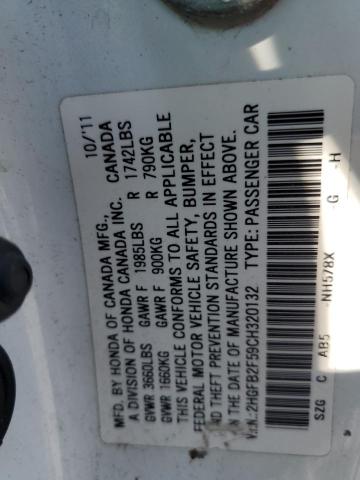 MFD. BY HONDA OF CANADA MFG., 10/'11
A DIVISION OF HONDA CANADA INC. CANADA
GVWR 3660LBS GAWR F 1985LBS R 1742LBS
GVWR 1660KG GAWR F 900KG R 790KG
THIS VEHICLE CONFORMS TO ALL APPLICABLE
FEDERAL MOTOR VEHICLE SAFETY, BUMPER,
AND THEFT PREVENTION STANDARDS IN EFFECT
ON THE DATE OF MANUFACTURE SHOWN ABOVE.
V.I.N.:2HGFB2F59CH320132 TYPE: PASSENGER CAR
SZG C AB5 NH578X -G -H